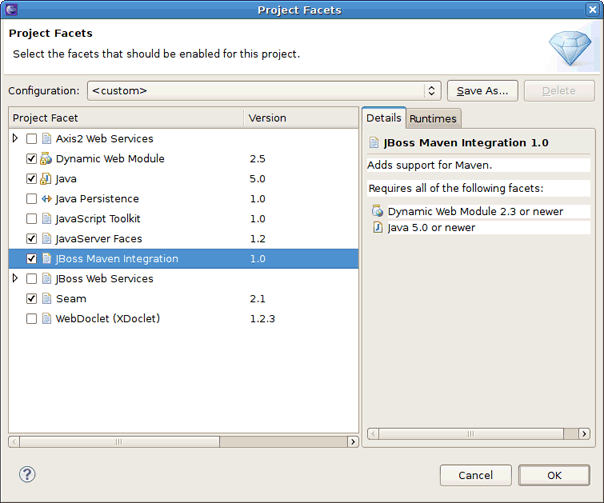 Project Facets
Project Facets
Select the facets that should be enabled for this project.
Configuration: <custom> Save As... Delete
Project Facet Version
Axis2 Web Services
Dynamic Web Module 2.5
Java 5.0
Java Persistence 1.0
JavaScript Toolkit 1.0
JavaServer Faces 1.2
JBoss Maven Integration 1.0
JBoss Web Services
Seam 2.1
WebDoclet (XDoclet) 1.2.3
Details Runtimes
JBoss Maven Integration 1.0
Adds support for Maven.
Requires all of the following facets:
Dynamic Web Module 2.3 or newer
Java 5.0 or newer
? Cancel OK